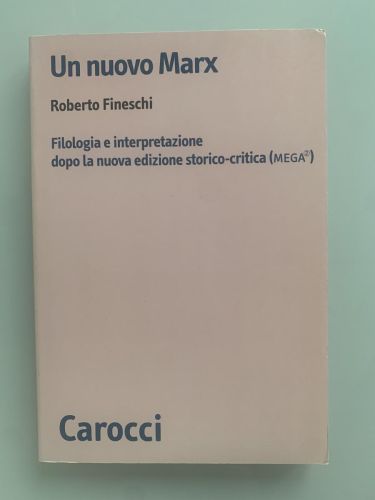 Un nuovo Marx
Roberto Fineschi
Filologia e interpretazione
dopo la nuova edizione storico-critica (MEGA²)
Carocci